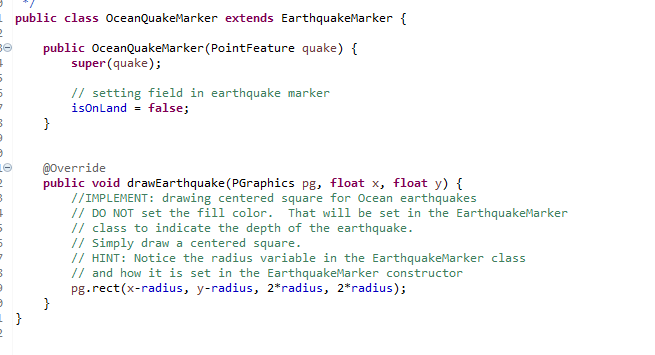 */
public class OceanQuakeMarker extends EarthquakeMarker {
public OceanQuakeMarker(PointFeature quake) {
super(quake);
// setting field in earthquake marker
isOnLand = false;
}
@Override
public void drawEarthquake(PGraphics pg, float x, float y) {
//IMPLEMENT: drawing centered square for Ocean earthquakes
// DO NOT set the fill color.  That will be set in the EarthquakeMarker
// class to indicate the depth of the earthquake.
// Simply draw a centered square.
// HINT: Notice the radius variable in the EarthquakeMarker class
// and how it is set in the EarthquakeMarker constructor
pg.rect(x-radius, y-radius, 2*radius, 2*radius);
}
}